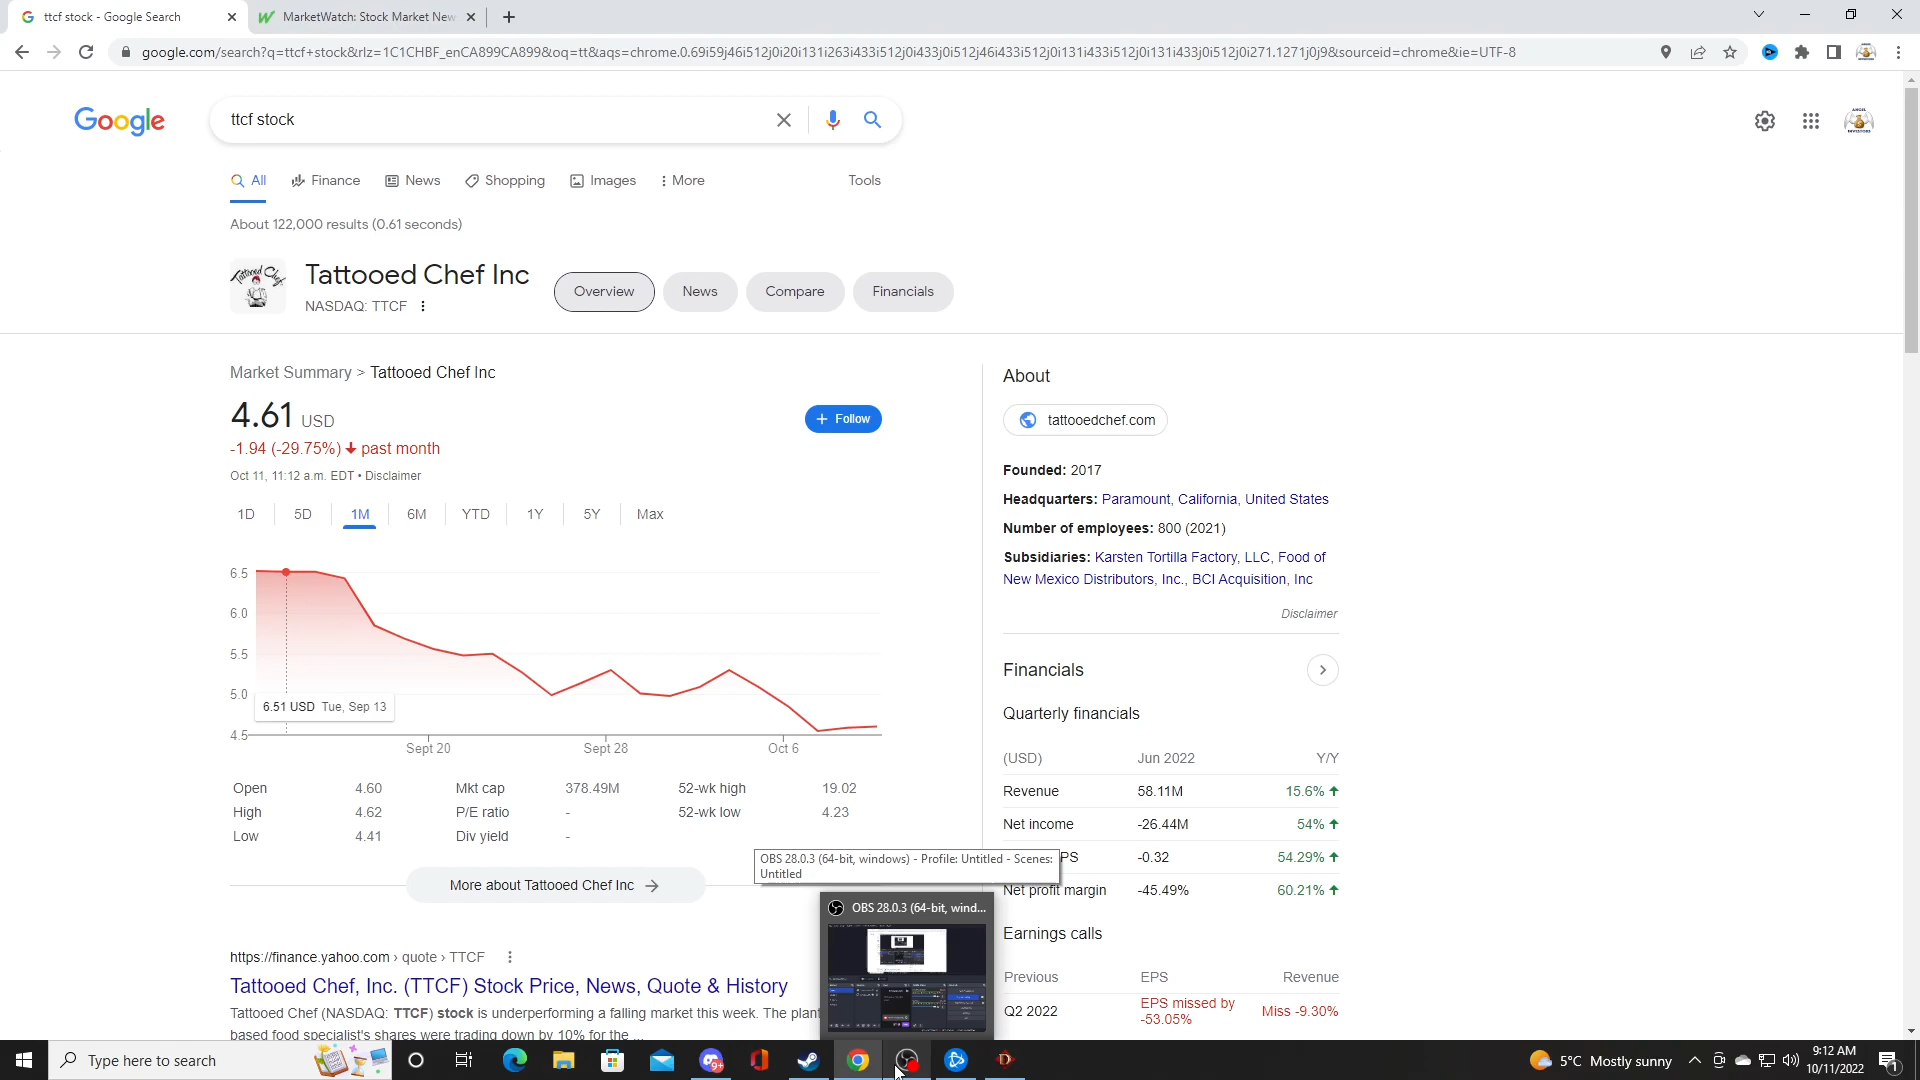 ttcf stock - Google Search
MarketWatch: Stock Market New
google.com/search?q=ttcf+stock&rlz=1C1CHBF_enCA899CA899&oq=tt&aqs=chrome.0.69i59j46i512j0i20i131i263i433i512j0i433j0i512j46i433i512j0i131i433i512j0i131i433j0i512j0i271.1271j0j9&sourceid=chrome&ie=UTF-8
Google
ttcf stock
All
Finance
News
Shopping
Images
More
Tools
About 122,000 results (0.61 seconds)
Tattooed Chef
Tattooed Chef Inc
NASDAQ: TTCF
Overview
News
Compare
Financials
Market Summary > Tattooed Chef Inc
4.61 USD
-1.94 (-29.75%) past month
Oct 11, 11:12 a.m. EDT • Disclaimer
+ Follow
1D 5D 1M 6M YTD 1Y 5Y Max
6.5
6.0
5.5
5.0
4.5
6.51 USD Tue, Sep 13
Sept 20 Sept 28 Oct 6
Open 4.60 Mkt cap 378.49M 52-wk high 19.02
High 4.62 P/E ratio - 52-wk low 4.23
Low 4.41 Div yield -
More about Tattooed Chef Inc
https://finance.yahoo.com › quote › TTCF
Tattooed Chef, Inc. (TTCF) Stock Price, News, Quote & History
Tattooed Chef (NASDAQ: TTCF) stock is underperforming a falling market this week. The plant
based food specialist's shares were trading down by 10% for the ...
About
tattooedchef.com
Founded: 2017
Headquarters: Paramount, California, United States
Number of employees: 800 (2021)
Subsidiaries: Karsten Tortilla Factory, LLC, Food of
New Mexico Distributors, Inc., BCI Acquisition, Inc
Disclaimer
Financials
Quarterly financials
(USD) Jun 2022 Y/Y
Revenue 58.11M 15.6%
Net income -26.44M 54%
PS -0.32 54.29%
Net profit margin -45.49% 60.21%
Earnings calls
Previous EPS Revenue
Q2 2022 EPS missed by Miss -9.30%
-53.05%
OBS 28.0.3 (64-bit, windows) - Profile: Untitled - Scenes:
Untitled
OBS 28.0.3 (64-bit, wind...
Type here to search
9+
5°C Mostly sunny
9:12 AM
10/11/2022
1